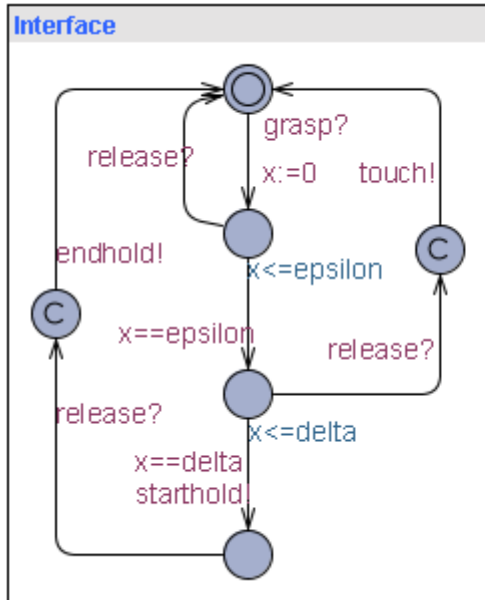 Interface
grasp?
release?
x:=0
touch!
endhold!
x<=epsilon
C
C
x==epsilon
release?
release?
x<=delta
x==delta
starthold!